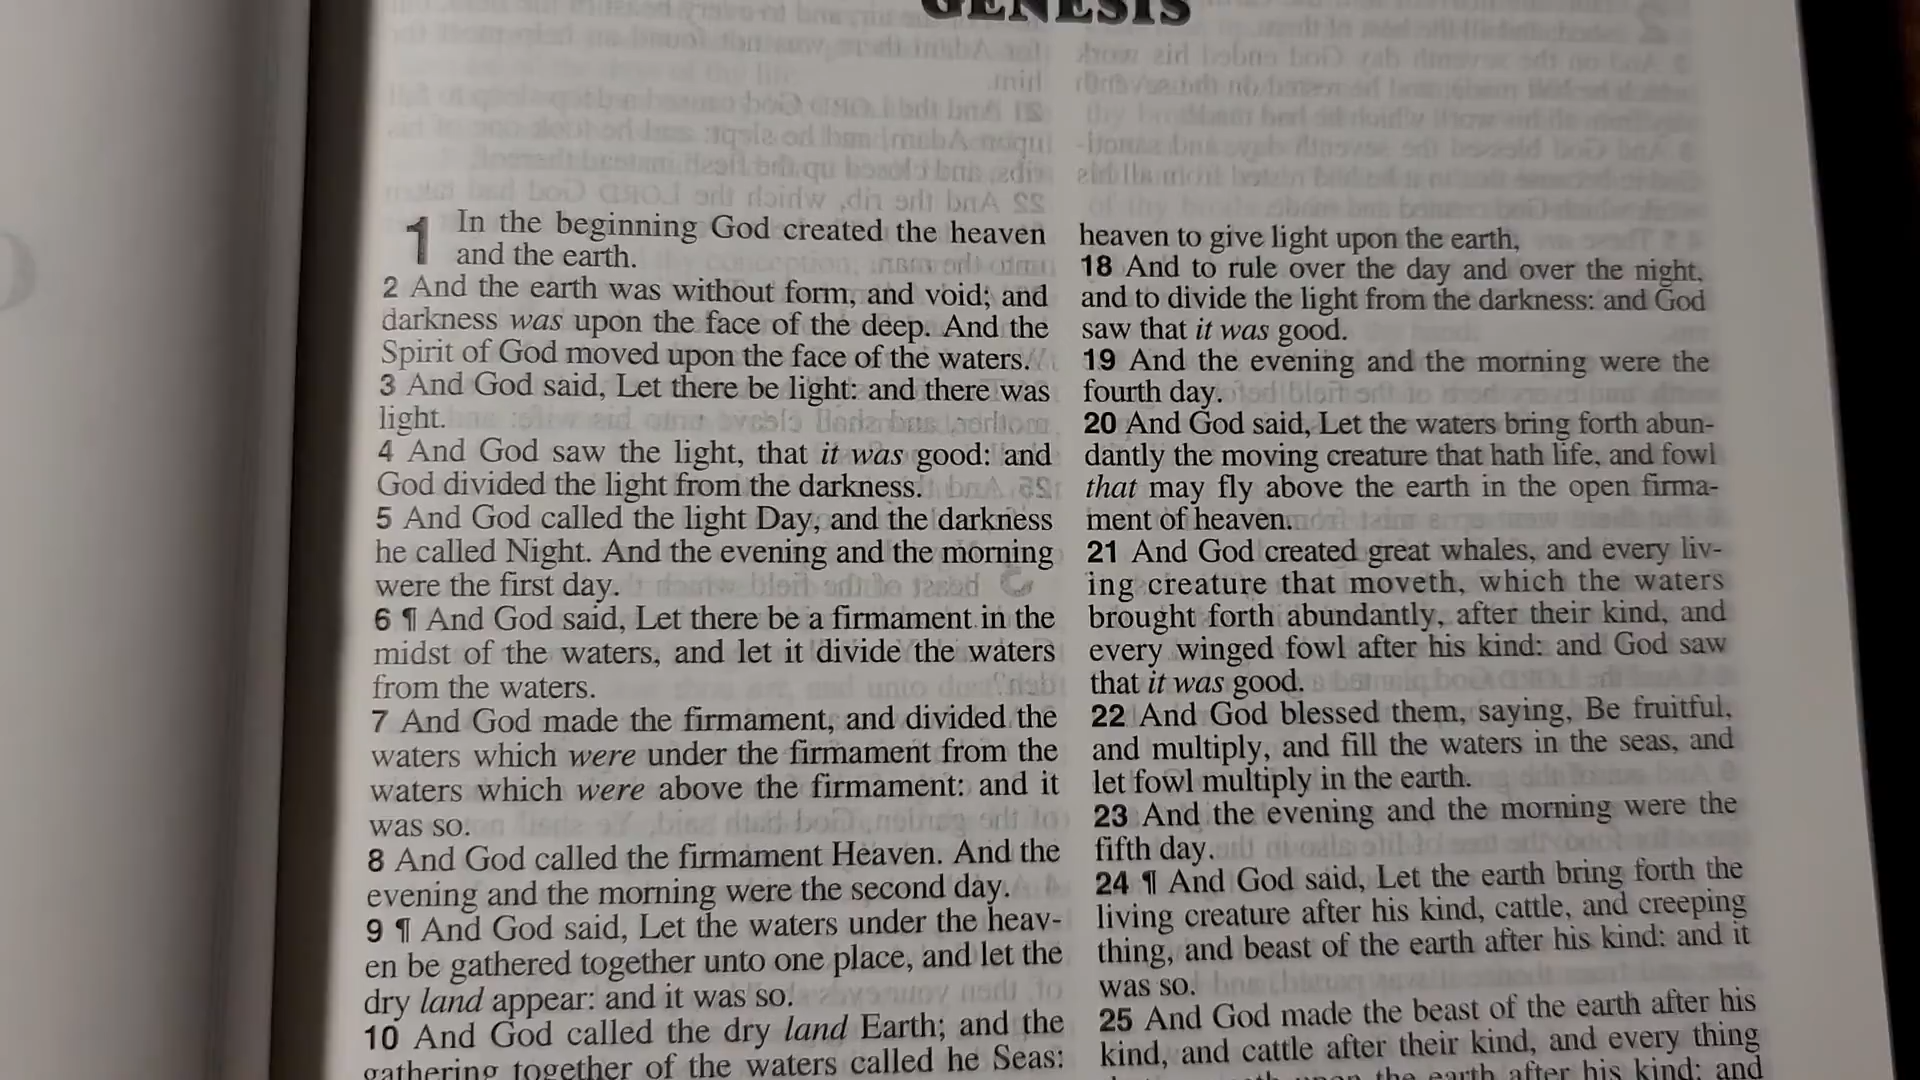 GENESIS
1 In the beginning God created the heaven
and the earth.
2 And the earth was without form, and void; and
darkness was upon the face of the deep. And the
Spirit of God moved upon the face of the waters.
3 And God said, Let there be light: and there was
light.
4 And God saw the light, that it was good: and
God divided the light from the darkness.
5 And God called the light Day, and the darkness
he called Night. And the evening and the morning
were the first day.
6 ¶ And God said, Let there be a firmament in the
midst of the waters, and let it divide the waters
from the waters.
7 And God made the firmament, and divided the
waters which were under the firmament from the
waters which were above the firmament: and it
was so.
8 And God called the firmament Heaven. And the
evening and the morning were the second day.
9 ¶ And God said, Let the waters under the heav-
en be gathered together unto one place, and let the
dry land appear: and it was so.
10 And God called the dry land Earth; and the
gathering together of the waters called he Seas:
heaven to give light upon the earth,
18 And to rule over the day and over the night,
and to divide the light from the darkness: and God
saw that it was good.
19 And the evening and the morning were the
fourth day.
20 And God said, Let the waters bring forth abun-
dantly the moving creature that hath life, and fowl
that may fly above the earth in the open firma-
ment of heaven.
21 And God created great whales, and every liv-
ing creature that moveth, which the waters
brought forth abundantly, after their kind, and
every winged fowl after his kind: and God saw
that it was good.
22 And God blessed them, saying, Be fruitful,
and multiply, and fill the waters in the seas, and
let fowl multiply in the earth.
23 And the evening and the morning were the
fifth day.
24 ¶ And God said, Let the earth bring forth the
living creature after his kind, cattle, and creeping
thing, and beast of the earth after his kind: and it
was so.
25 And God made the beast of the earth after his
kind, and cattle after their kind, and every thing
upon the earth after his kind: and